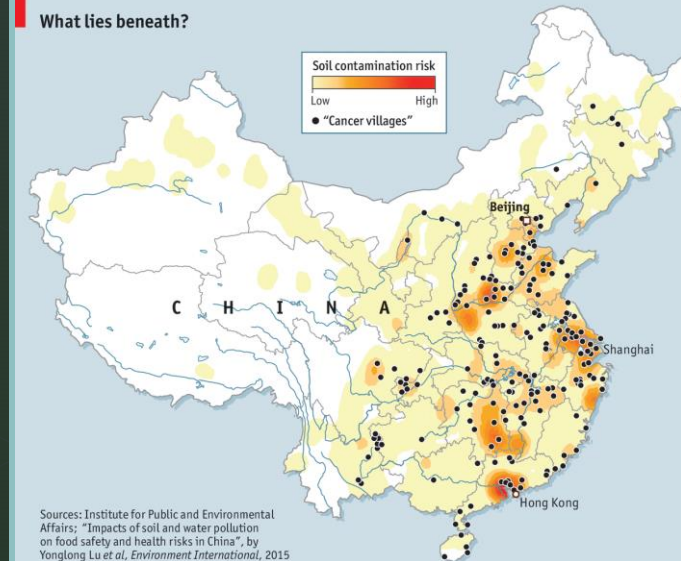 What lies beneath?
Soil contamination risk
Low High
● “Cancer villages”
Beijing
CHINA
Shanghai
Hong Kong
Sources: Institute for Public and Environmental
Affairs; “Impacts of soil and water pollution
on food safety and health risks in China”, by
Yonglong Lu et al, Environment International, 2015